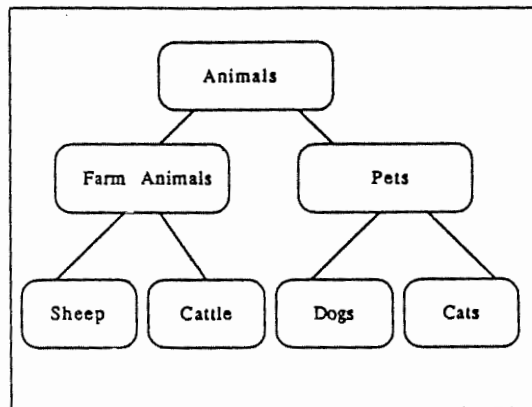 Animals
Farm Animals
Pets
Sheep
Cattle
Dogs
Cats